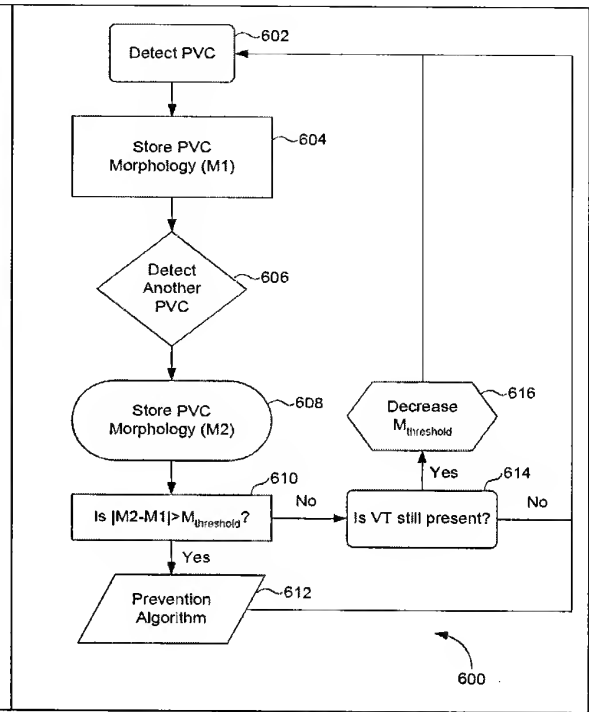 Detect PVC
602
Store PVC
Morphology (M1)
604
Detect
Another
PVC
606
Store PVC
Morphology (M2)
608
Decrease
Mthreshold
616
Is |M2-M1|>Mthreshold?
610
No
Yes
Is VT still present?
614
Yes
No
Prevention
Algorithm
612
600